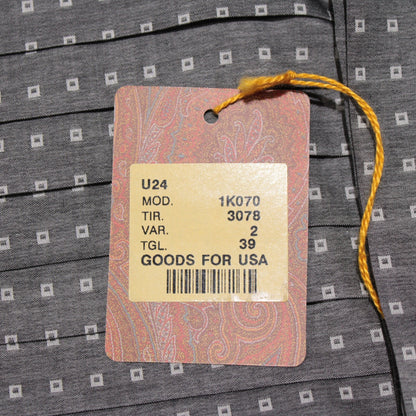 U24
MOD. 1K070
TIR. 3078
VAR. 2
TGL. 39
GOODS FOR USA